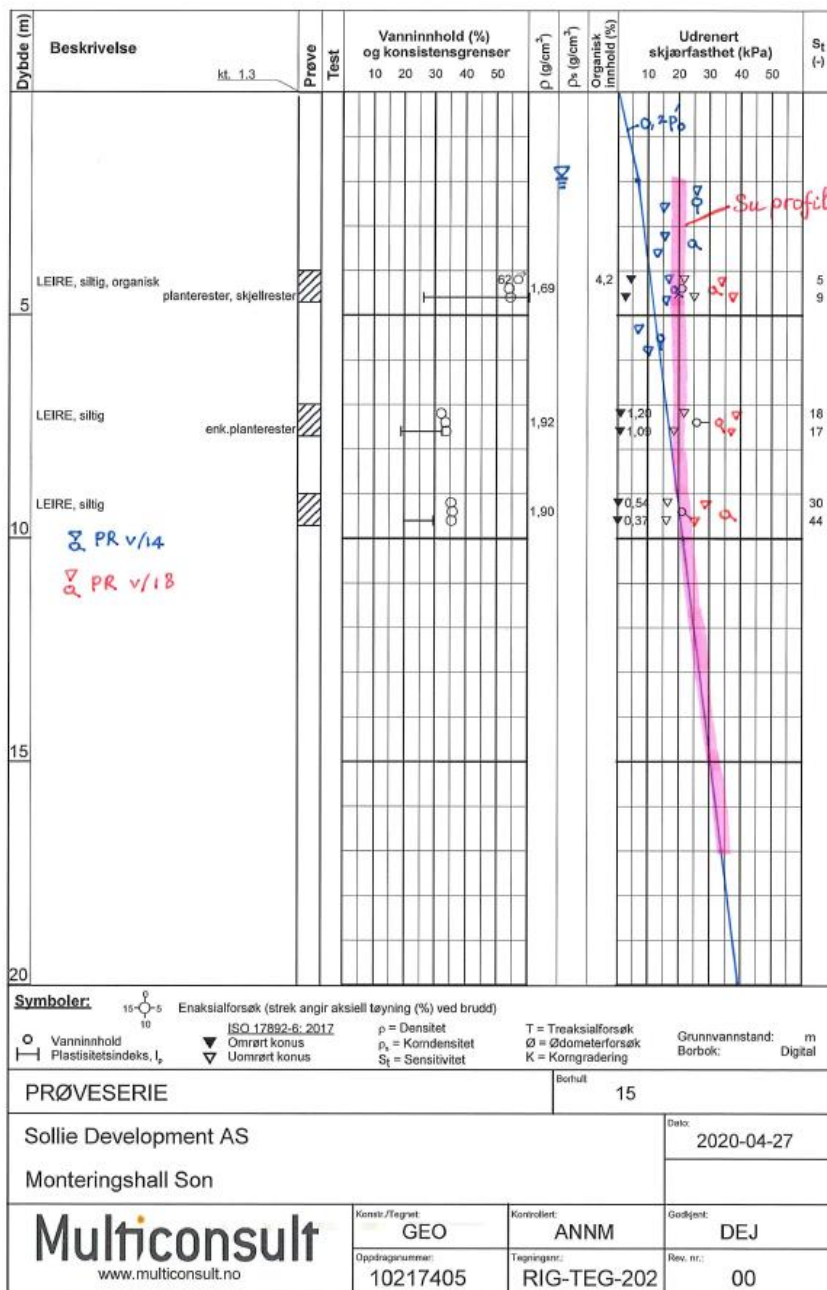 Dybde (m)
Beskrivelse
kt. 1.3
Prøve
Test
Vanninnhold (%)
og konsistensgrenser
10 20 30 40 50
ρ (g/cm³)
ρs (g/cm³)
Organisk
innhold (%)
Udrenert
skjærfasthet (kPa)
10 20 30 40 50
St
(-)
0,2 p'₀
Su profil
LEIRE, siltig, organisk
planterester, skjellrester
62
1,69
4,2
5
9
5
LEIRE, siltig
enk.planterester
1,92
1,20
1,09
18
17
LEIRE, siltig
1,90
0,54
0,37
30
44
10
PR v/14
PR v/18
15
20
Symboler:
0
15 5
10
Enaksialforsøk (strek angir aksiell tøyning (%) ved brudd)
Vanninnhold
Plastisitetsindeks, Ip
ISO 17892-6: 2017
Omrørt konus
Uomrørt konus
ρ = Densitet
ρs = Korndensitet
St = Sensitivitet
T = Treaksialforsøk
Ø = Ødometerforsøk
K = Korngradering
Grunnvannstand: m
Borbok: Digital
PRØVESERIE
Borhull:
15
Sollie Development AS
Monteringshall Son
Dato:
2020-04-27
Multiconsult
www.multiconsult.no
Konstr./Tegnet:
GEO
Kontrollert:
ANNM
Godkjent:
DEJ
Oppdragsnummer:
10217405
Tegningsnr.:
RIG-TEG-202
Rev. nr.:
00